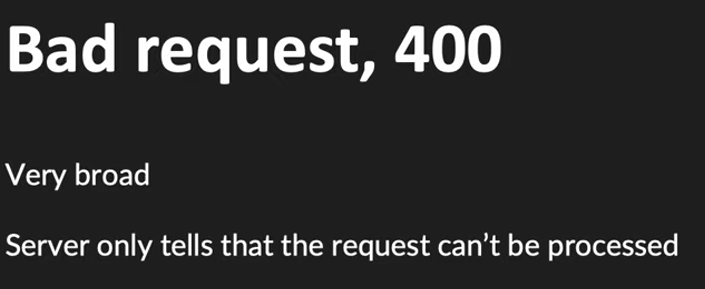 Bad request, 400
Very broad
Server only tells that the request can’t be processed